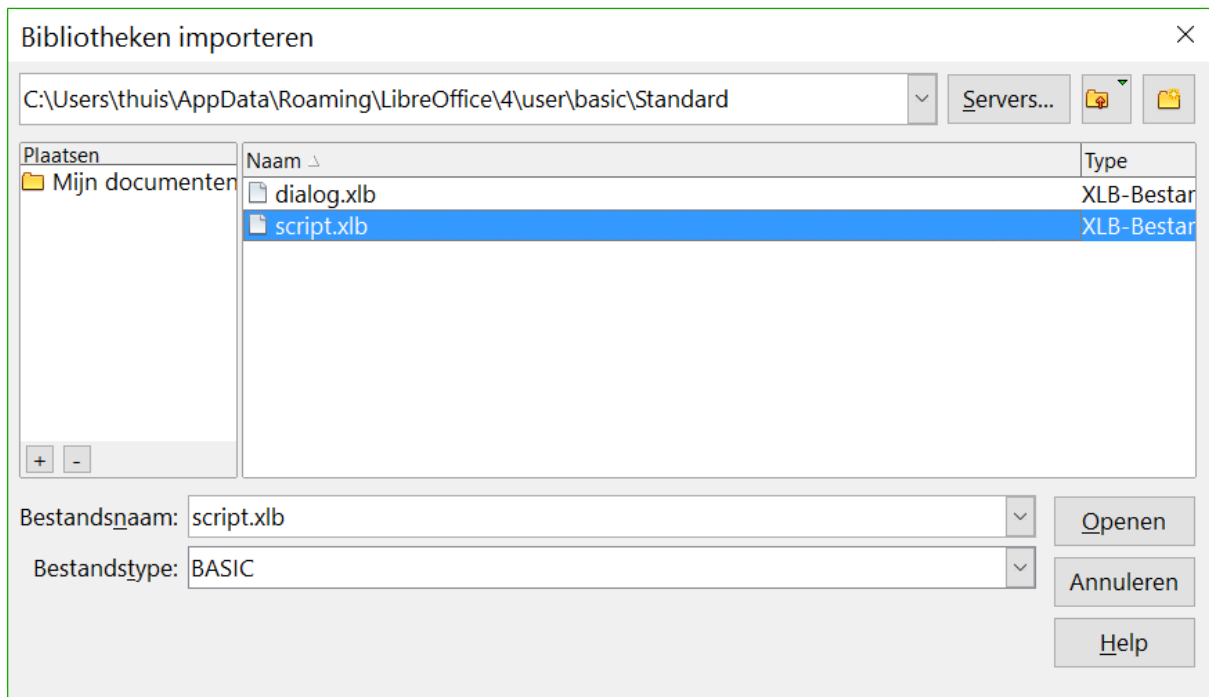 Bibliotheken importeren
C:\Users\thuis\AppData\Roaming\LibreOffice\4\user\basic\Standard
Servers...
Plaatsen
Naam
Type
Mijn documenten
dialog.xlb
XLB-Bestar
script.xlb
XLB-Bestar
+ -
Bestandsnaam: script.xlb
Openen
Bestandstype: BASIC
Annuleren
Help